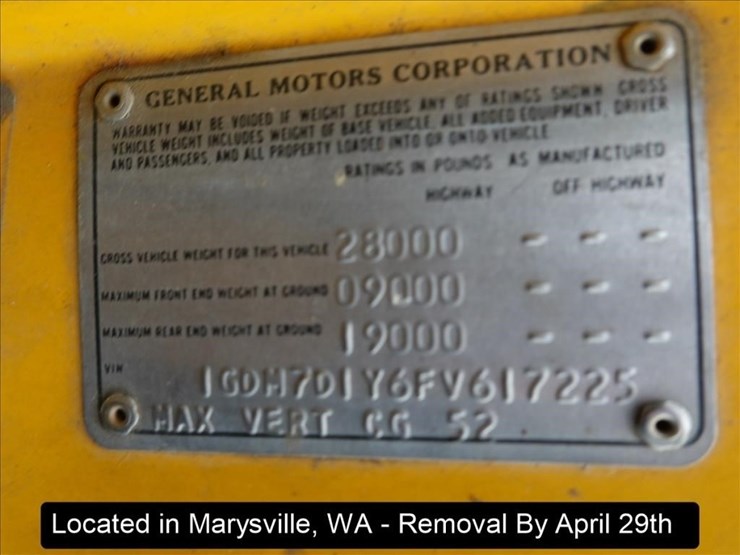 GENERAL MOTORS CORPORATION
WARRANTY MAY BE VOIDED IF WEIGHT EXCEEDS ANY OF RATINGS SHOWN GROSS
VEHICLE WEIGHT INCLUDES WEIGHT OF BASE VEHICLE, ALL ADDED EQUIPMENT, DRIVER
AND PASSENGERS, AND ALL PROPERTY LOADED INTO OR ONTO VEHICLE
RATINGS IN POUNDS AS MANUFACTURED
HIGHWAY OFF HIGHWAY
GROSS VEHICLE WEIGHT FOR THIS VEHICLE 28000 - - -
MAXIMUM FRONT END WEIGHT AT GROUND 09000 - - -
MAXIMUM REAR END WEIGHT AT GROUND 19000 - - -
VIN
1GDM7D1Y6FV617225
MAX VERT CG 52
Located in Marysville, WA - Removal By April 29th